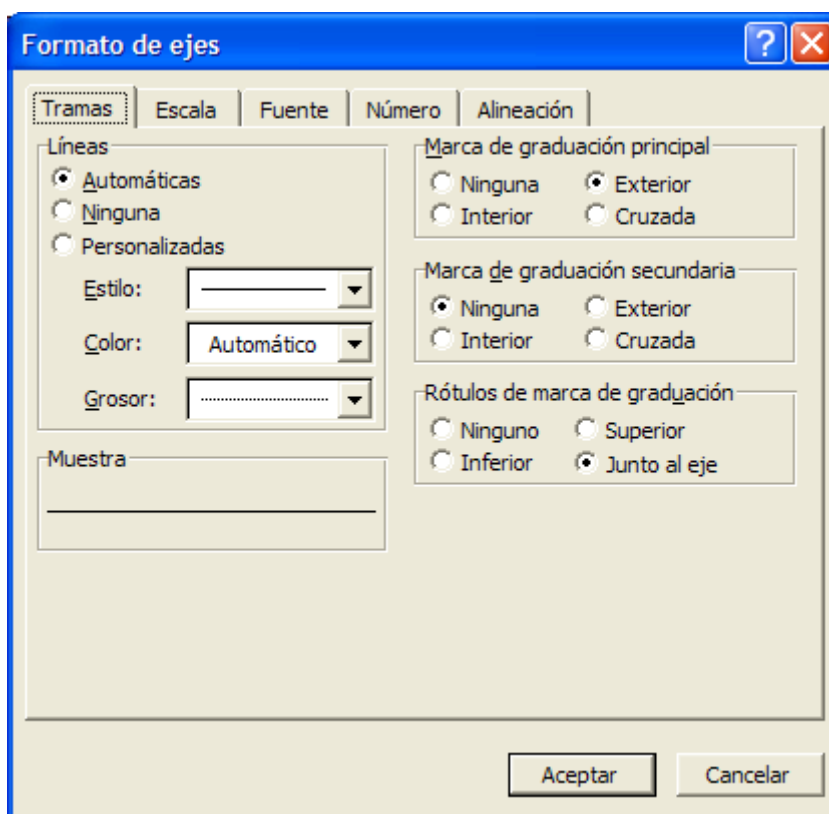 Formato de ejes
Tramas Escala Fuente Número Alineación
Líneas
Automáticas
Ninguna
Personalizadas
Estilo:
Color: Automático
Grosor:
Muestra
Marca de graduación principal
Ninguna Exterior
Interior Cruzada
Marca de graduación secundaria
Ninguna Exterior
Interior Cruzada
Rótulos de marca de graduación
Ninguno Superior
Inferior Junto al eje
Aceptar Cancelar